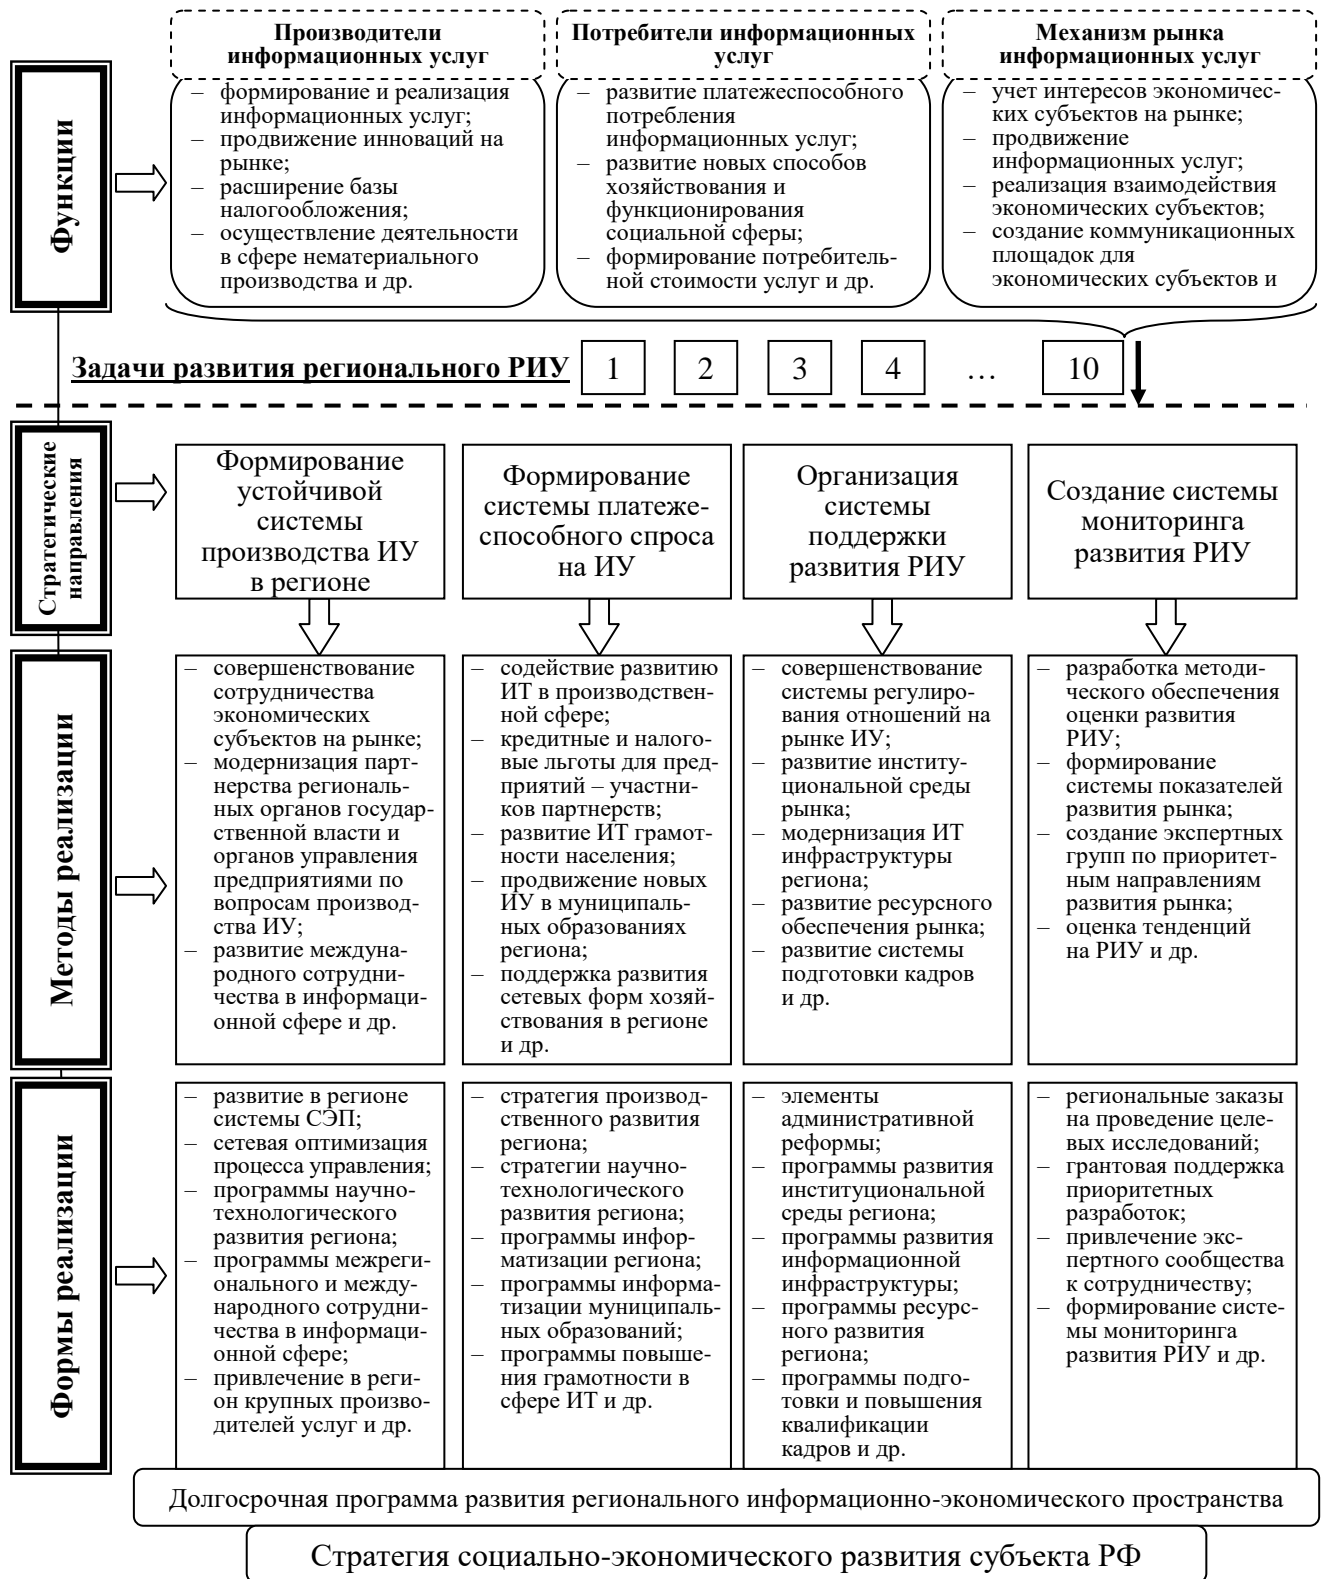 Производители
информационных услуг
Потребители информационных
услуг
Механизм рынка
информационных услуг
Функции
– формирование и реализация
информационных услуг;
– продвижение инноваций на
рынке;
– расширение базы
налогообложения;
– осуществление деятельности
в сфере нематериального
производства и др.
– развитие платежеспособного
потребления
информационных услуг;
– развитие новых способов
хозяйствования и
функционирования
социальной сферы;
– формирование потребитель-
ной стоимости услуг и др.
– учет интересов экономичес-
ких субъектов на рынке;
– продвижение
информационных услуг;
– реализация взаимодействия
экономических субъектов;
– создание коммуникационных
площадок для
экономических субъектов и
Задачи развития регионального РИУ 1 2 3 4 … 10
Стратегические
направления
Формирование
устойчивой
системы
производства ИУ
в регионе
Формирование
системы платеже-
способного спроса
на ИУ
Организация
системы
поддержки
развития РИУ
Создание системы
мониторинга
развития РИУ
Методы реализации
– совершенствование
сотрудничества
экономических
субъектов на рынке;
– модернизация парт-
нерства региональ-
ных органов государ-
ственной власти и
органов управления
предприятиями по
вопросам производ-
ства ИУ;
– развитие междуна-
родного сотрудни-
чества в информаци-
онной сфере и др.
– содействие развитию
ИТ в производствен-
ной сфере;
– кредитные и налого-
вые льготы для пред-
приятий – участни-
ков партнерств;
– развитие ИТ грамот-
ности населения;
– продвижение новых
ИУ в муниципаль-
ных образованиях
региона;
– поддержка развития
сетевых форм хозяй-
ствования в регионе
и др.
– совершенствование
системы регулиро-
вания отношений на
рынке ИУ;
– развитие институ-
циональной среды
рынка;
– модернизация ИТ
инфраструктуры
региона;
– развитие ресурсного
обеспечения рынка;
– развитие системы
подготовки кадров
и др.
– разработка методи-
ческого обеспечения
оценки развития
РИУ;
– формирование
системы показателей
развития рынка;
– создание экспертных
групп по приоритет-
ным направлениям
развития рынка;
– оценка тенденций
на РИУ и др.
Формы реализации
– развитие в регионе
системы СЭП;
– сетевая оптимизация
процесса управления;
– программы научно-
технологического
развития региона;
– программы межреги-
онального и между-
народного сотрудни-
чества в информаци-
онной сфере;
– привлечение в реги-
он крупных произво-
дителей услуг и др.
– стратегия производ-
ственного развития
региона;
– стратегии научно-
технологического
развития региона;
– программы инфор-
матизации региона;
– программы информа-
тизации муниципаль-
ных образований;
– программы повыше-
ния грамотности в
сфере ИТ и др.
– элементы
административной
реформы;
– программы развития
институциональной
среды региона;
– программы развития
информационной
инфраструктуры;
– программы ресурс-
ного развития
региона;
– программы подго-
товки и повышения
квалификации
кадров и др.
– региональные заказы
на проведение целе-
вых исследований;
– грантовая поддержка
приоритетных
разработок;
– привлечение экс-
пертного сообщества
к сотрудничеству;
– формирование систе-
мы мониторинга
развития РИУ и др.
Долгосрочная программа развития регионального информационно-экономического пространства
Стратегия социально-экономического развития субъекта РФ